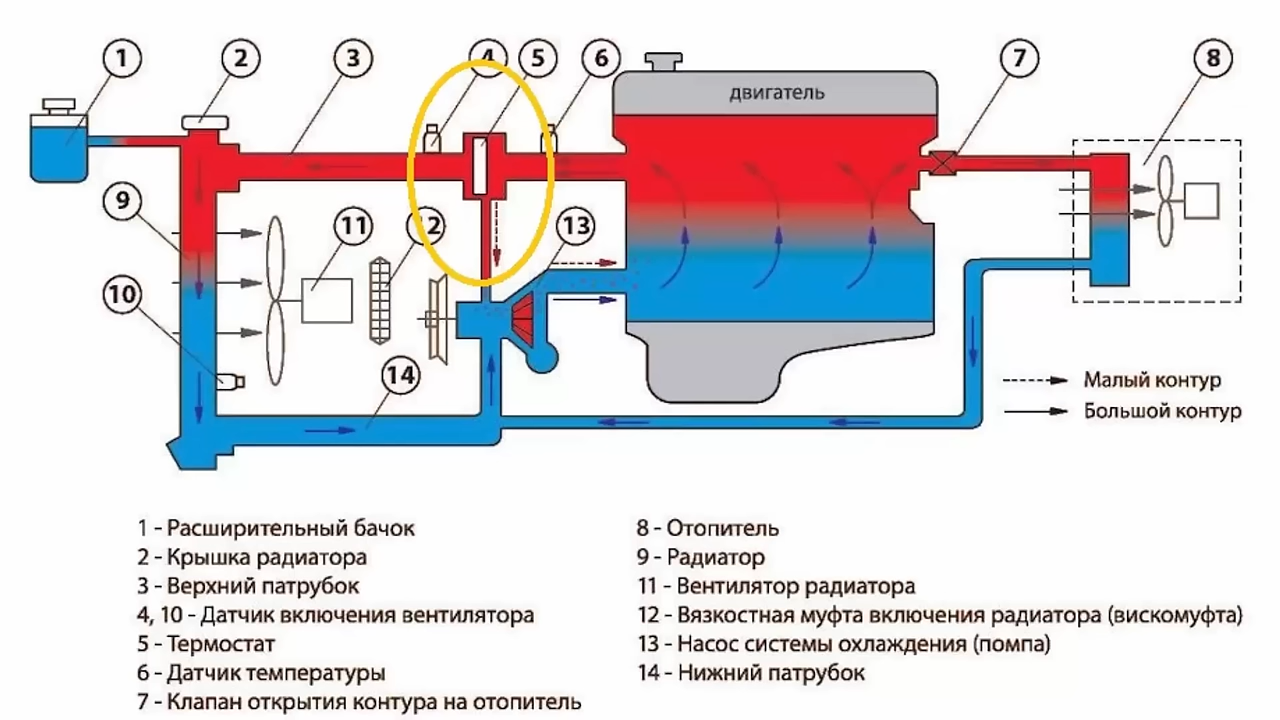 1
2
3
4
5
6
7
8
двигатель
9
11
12
13
10
14
Малый контур
Большой контур
1 - Расширительный бачок
2 - Крышка радиатора
3 - Верхний патрубок
4, 10 - Датчик включения вентилятора
5 - Термостат
6 - Датчик температуры
7 - Клапан открытия контура на отопитель
8 - Отопитель
9 - Радиатор
11 - Вентилятор радиатора
12 - Вязкостная муфта включения радиатора (вискомуфта)
13 - Насос системы охлаждения (помпа)
14 - Нижний патрубок